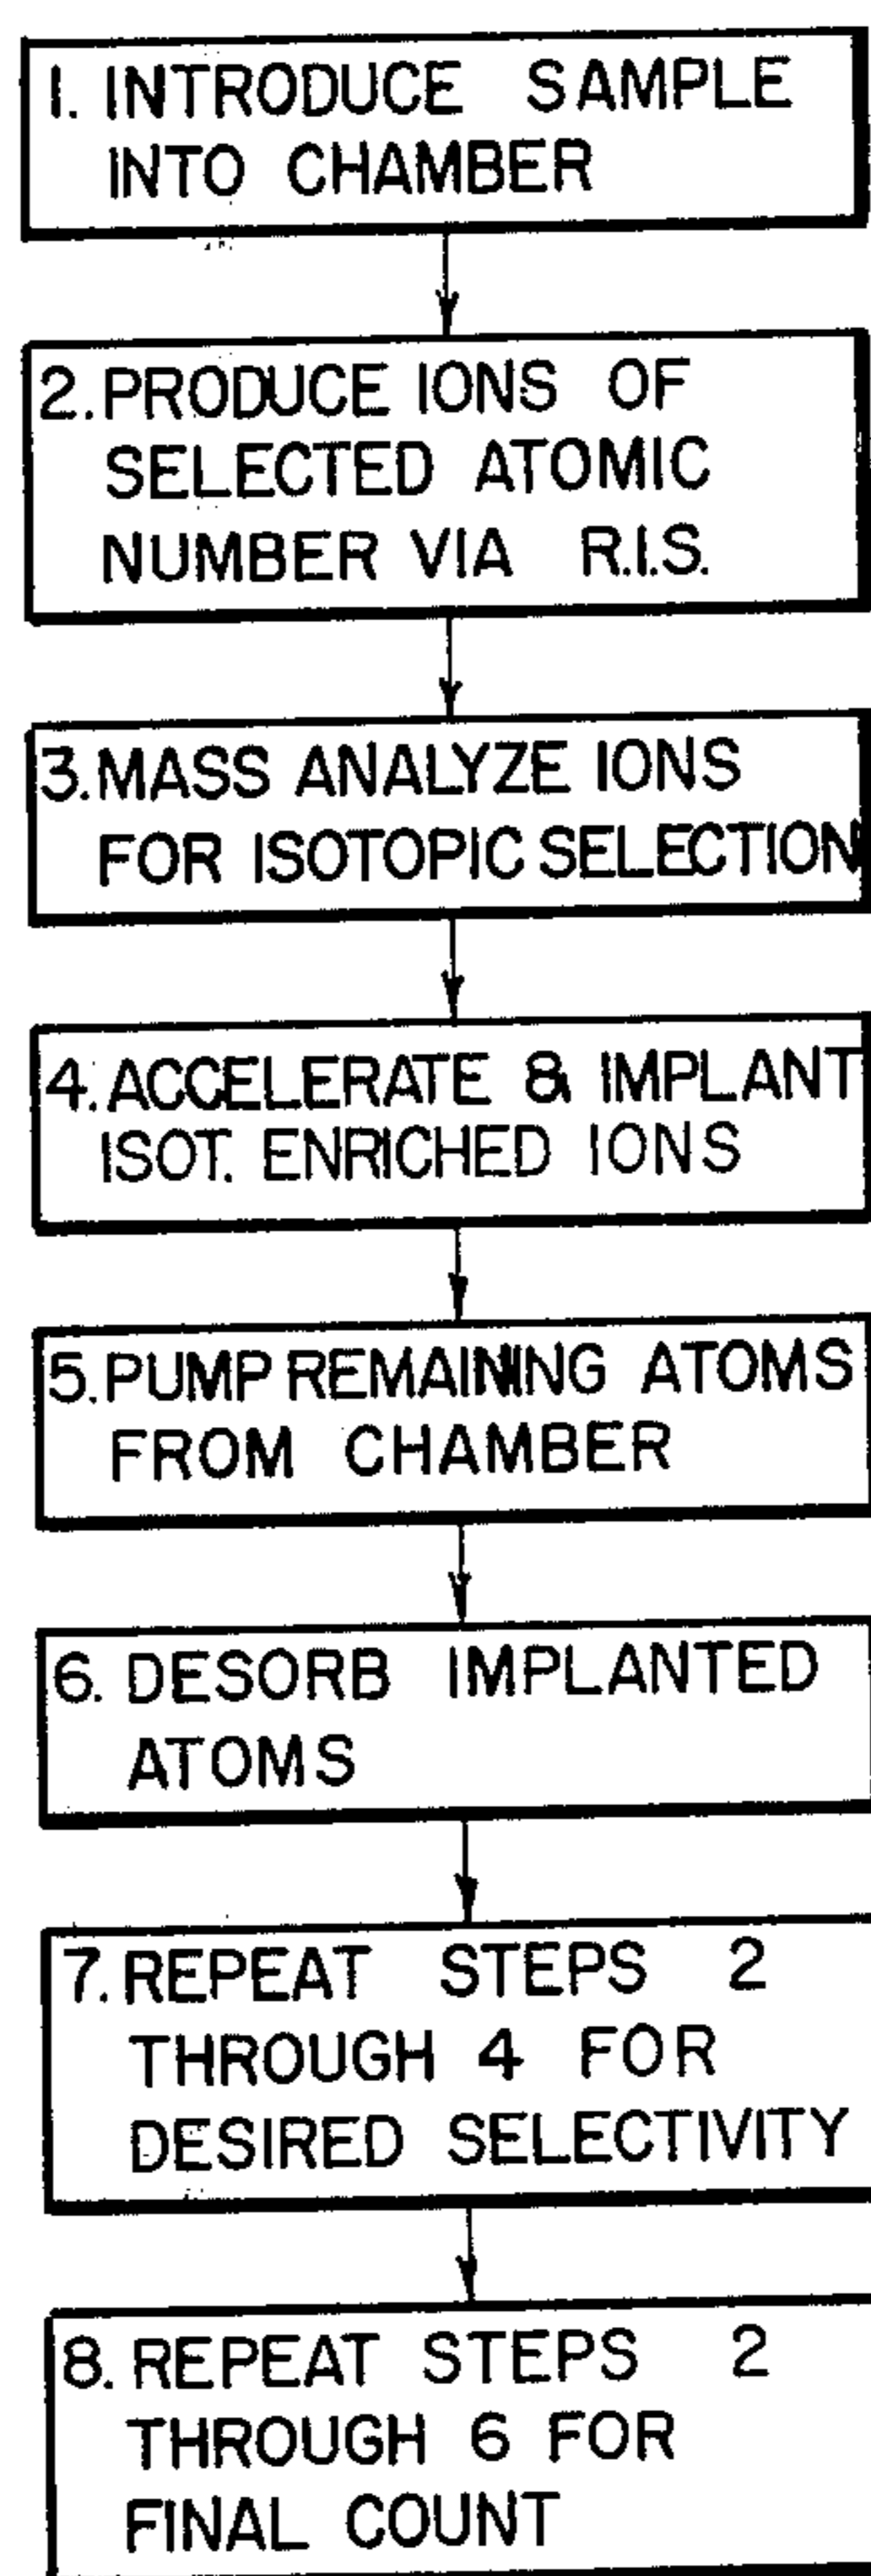 1. INTRODUCE SAMPLE
INTO CHAMBER
2. PRODUCE IONS OF
SELECTED ATOMIC
NUMBER VIA R.I.S.
3. MASS ANALYZE IONS
FOR ISOTOPIC SELECTION
4. ACCELERATE & IMPLANT
ISOT. ENRICHED IONS
5. PUMP REMAINING ATOMS
FROM CHAMBER
6. DESORB IMPLANTED
ATOMS
7. REPEAT STEPS 2
THROUGH 4 FOR
DESIRED SELECTIVITY
8. REPEAT STEPS 2
THROUGH 6 FOR
FINAL COUNT